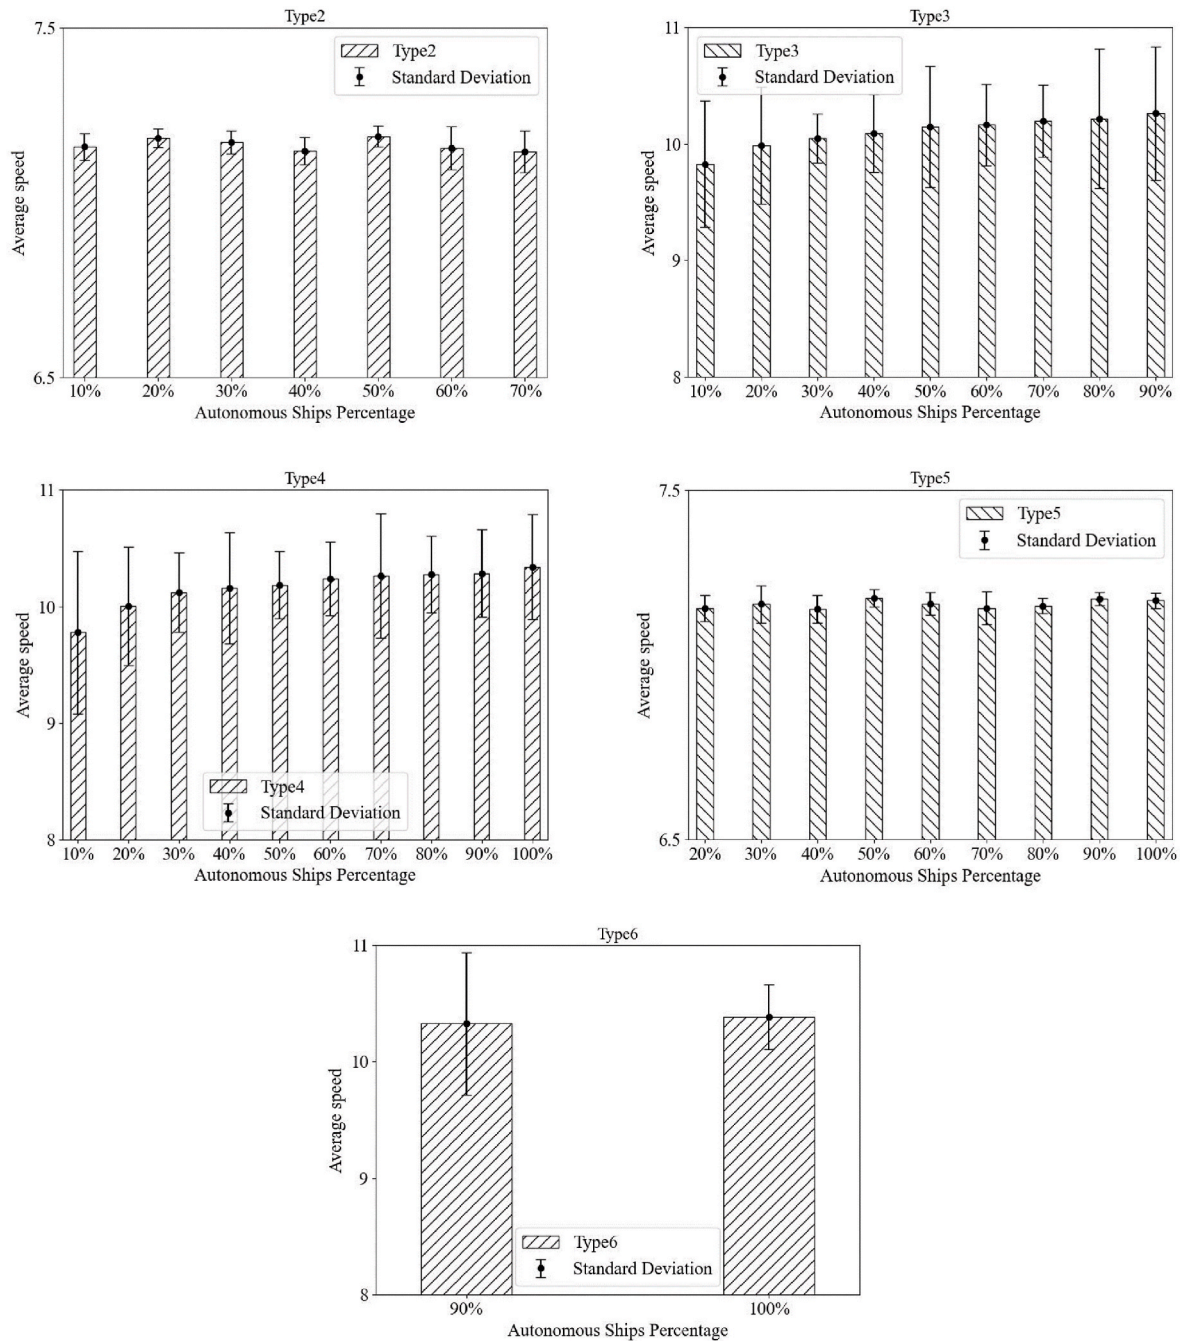 Type2
7.5
Type2
Standard Deviation
Average speed
6.5
10% 20% 30% 40% 50% 60% 70%
Autonomous Ships Percentage
Type3
11
Type3
Standard Deviation
10
Average speed
9
8
10% 20% 30% 40% 50% 60% 70% 80% 90%
Autonomous Ships Percentage
Type4
11
10
Average speed
9
Type4
Standard Deviation
8
10% 20% 30% 40% 50% 60% 70% 80% 90% 100%
Autonomous Ships Percentage
Type5
7.5
Type5
Standard Deviation
Average speed
6.5
20% 30% 40% 50% 60% 70% 80% 90% 100%
Autonomous Ships Percentage
Type6
11
10
Average speed
9
Type6
Standard Deviation
8
90% 100%
Autonomous Ships Percentage